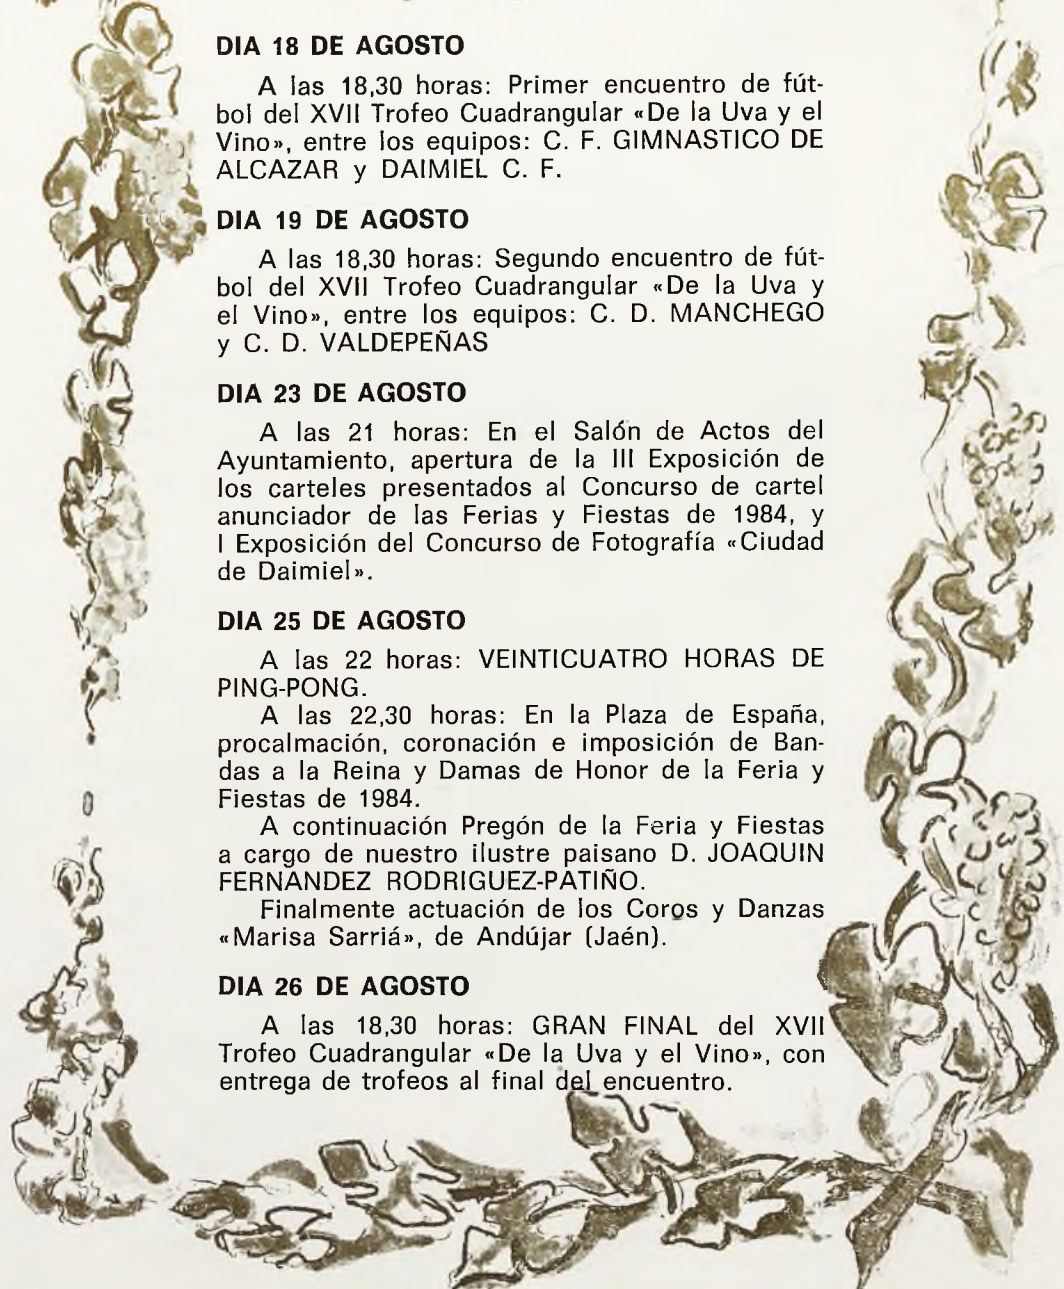 DIA 18 DE AGOSTO
A las 18,30 horas: Primer encuentro de fút-
bol del XVII Trofeo Cuadrangular «De la Uva y el
Vino», entre los equipos: C. F. GIMNASTICO DE
ALCAZAR y DAIMIEL C. F.
DIA 19 DE AGOSTO
A las 18,30 horas: Segundo encuentro de fút-
bol del XVII Trofeo Cuadrangular «De la Uva y
el Vino», entre los equipos: C. D. MANCHEGO
y C. D. VALDEPEÑAS
DIA 23 DE AGOSTO
A las 21 horas: En el Salón de Actos del
Ayuntamiento, apertura de la III Exposición de
los carteles presentados al Concurso de cartel
anunciador de las Ferias y Fiestas de 1984, y
I Exposición del Concurso de Fotografía «Ciudad
de Daimiel».
DIA 25 DE AGOSTO
A las 22 horas: VEINTICUATRO HORAS DE
PING-PONG.
A las 22,30 horas: En la Plaza de España,
procalmación, coronación e imposición de Ban-
das a la Reina y Damas de Honor de la Feria y
Fiestas de 1984.
A continuación Pregón de la Feria y Fiestas
a cargo de nuestro ilustre paisano D. JOAQUIN
FERNANDEZ RODRIGUEZ-PATIÑO.
Finalmente actuación de los Coros y Danzas
«Marisa Sarriá», de Andújar (Jaén).
DIA 26 DE AGOSTO
A las 18,30 horas: GRAN FINAL del XVII
Trofeo Cuadrangular «De la Uva y el Vino», con
entrega de trofeos al final del encuentro.